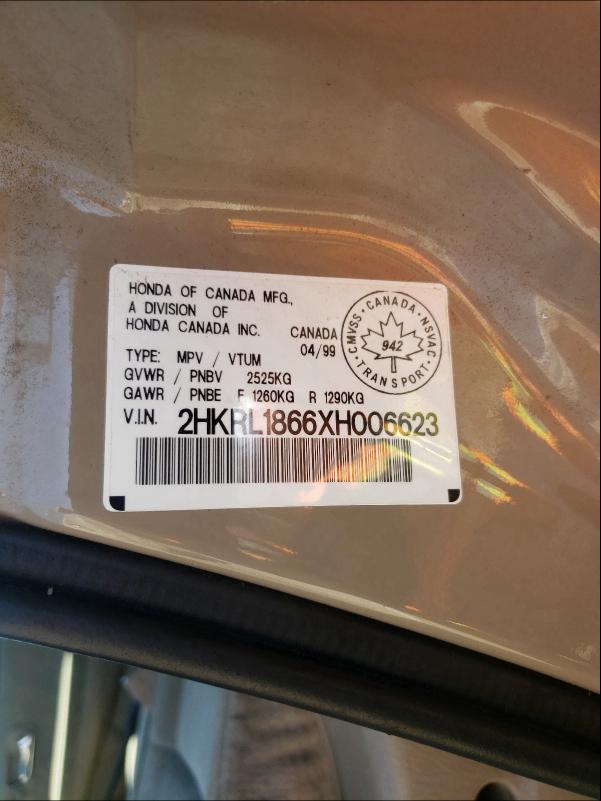 HONDA OF CANADA MFG.,
A DIVISION OF
HONDA CANADA INC.
CANADA
04/99
CMVSS · CANADA · NSVAC
942
TRANSPORT
TYPE: MPV / VTUM
GVWR / PNBV 2525KG
GAWR / PNBE F 1260KG R 1290KG
V.I.N. 2HKRL1866XH006623